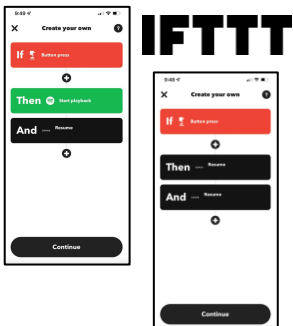 9:49
Create your own
If Button press
Then Start playback
And Resume
Continue
IFTTT
9:48
Create your own
If Button press
Then Resume
And Resume
Continue